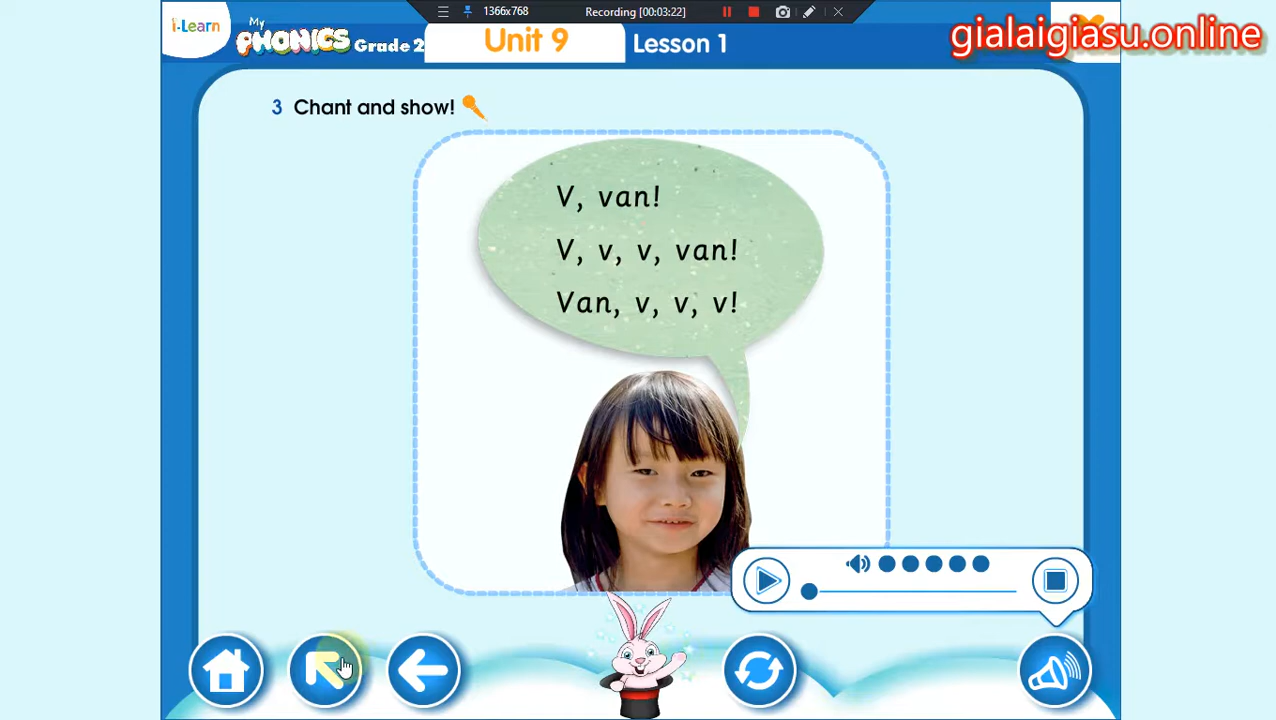 1366x768
Recording [00:03:22]
i-Learn
My
PHONICS Grade 2
Unit 9
Lesson 1
gialaigiasu.online
3 Chant and show!
V, van!
V, v, v, van!
Van, v, v, v!